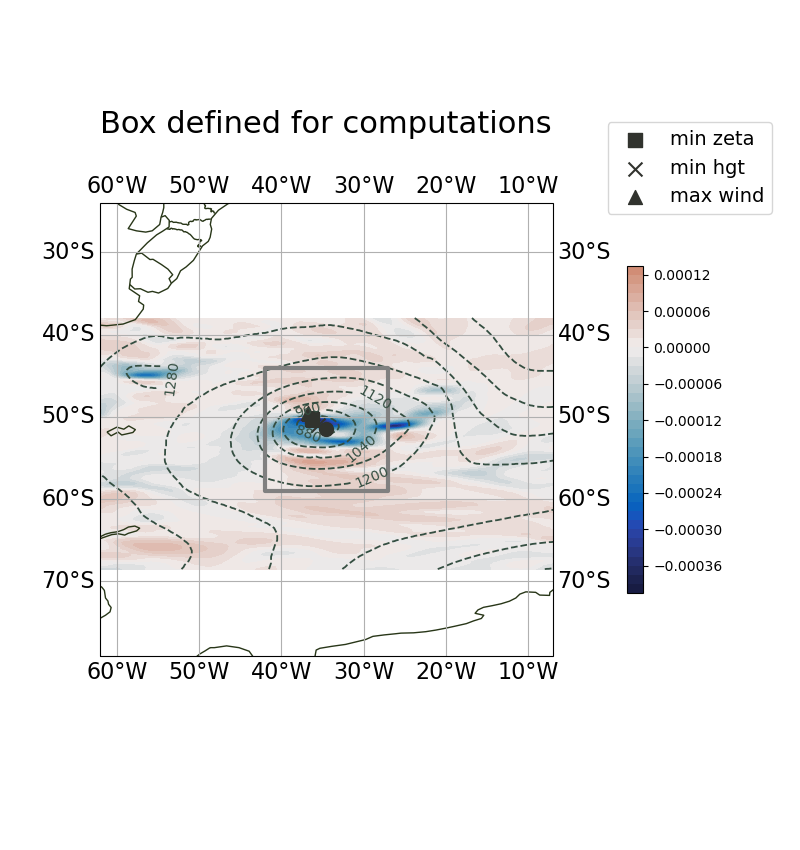 Box defined for computations
min zeta
min hgt
max wind
60°W 50°W 40°W 30°W 20°W 10°W
30°S 30°S
40°S 40°S
50°S 50°S
60°S 60°S
70°S 70°S
60°W 50°W 40°W 30°W 20°W 10°W
1280
1120
880
1040
1200
0.00012
0.00006
0.00000
−0.00006
−0.00012
−0.00018
−0.00024
−0.00030
−0.00036